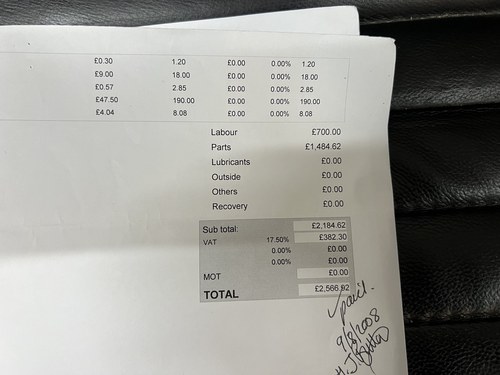 £0.30 1.20 £0.00 0.00% 1.20
£9.00 18.00 £0.00 0.00% 18.00
£0.57 2.85 £0.00 0.00% 2.85
£47.50 190.00 £0.00 0.00% 190.00
£4.04 8.08 £0.00 0.00% 8.08
Labour £700.00
Parts £1,484.62
Lubricants £0.00
Outside £0.00
Others £0.00
Recovery £0.00
Sub total: £2,184.62
VAT 17.50% £382.30
0.00% £0.00
0.00% £0.00
MOT £0.00
TOTAL £2,566.92
paid.
9/8/2008